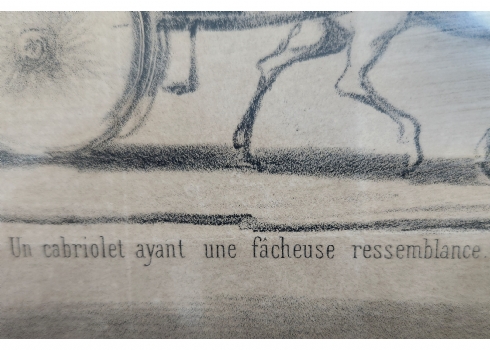 Un cabriolet ayant une fâcheuse ressemblance.